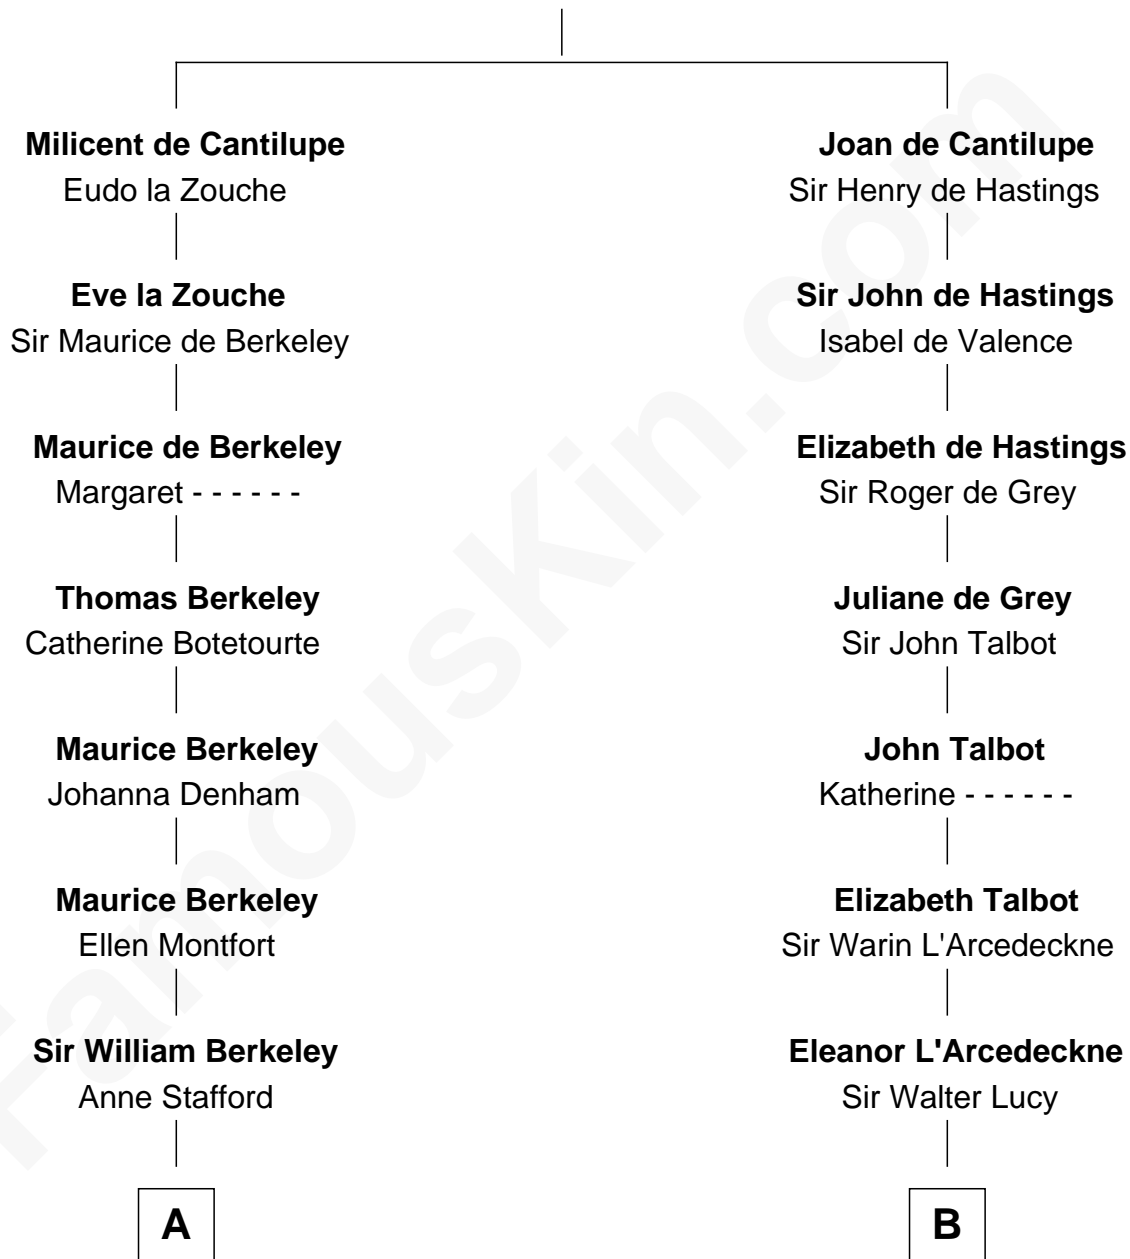 Milicent de Cantilupe
Eudo la Zouche
Eve la Zouche
Sir Maurice de Berkeley
Maurice de Berkeley
Margaret - - - - - -
Thomas Berkeley
Catherine Botetourte
Maurice Berkeley
Johanna Denham
Maurice Berkeley
Ellen Montfort
Sir William Berkeley
Anne Stafford
A
Joan de Cantilupe
Sir Henry de Hastings
Sir John de Hastings
Isabel de Valence
Elizabeth de Hastings
Sir Roger de Grey
Juliane de Grey
Sir John Talbot
John Talbot
Katherine - - - - - -
Elizabeth Talbot
Sir Warin L'Arcedeckne
Eleanor L'Arcedeckne
Sir Walter Lucy
B
FamousKin.com